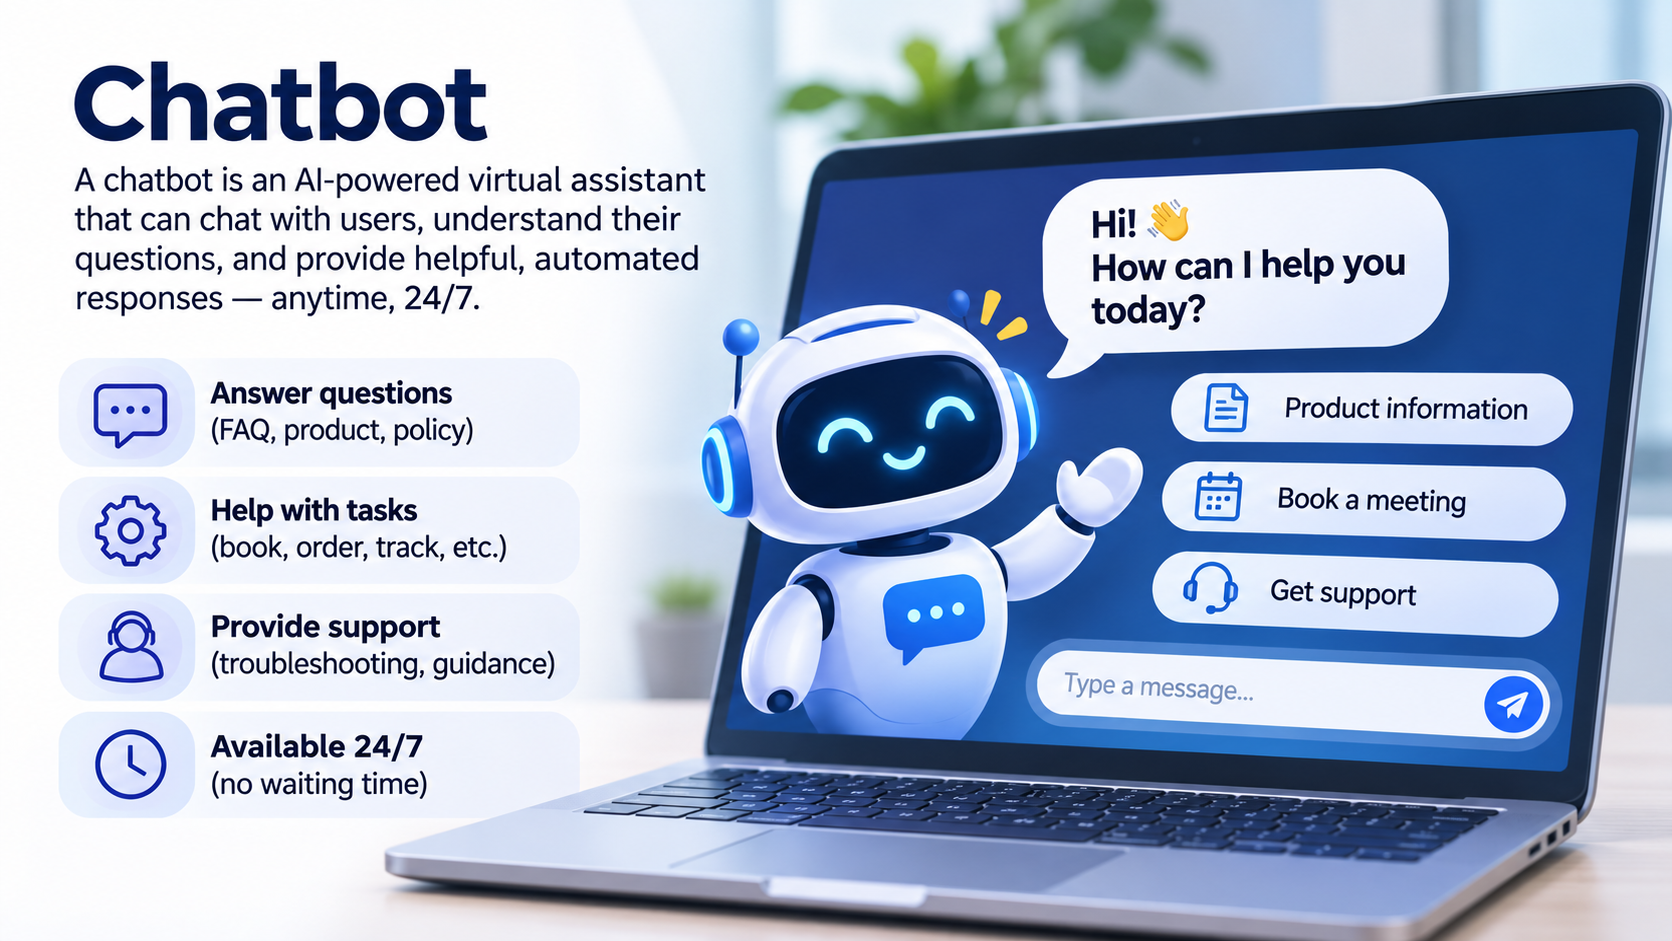 Chatbot
A chatbot is an AI-powered virtual assistant
that can chat with users, understand their
questions, and provide helpful, automated
responses — anytime, 24/7.
Answer questions
(FAQ, product, policy)
Help with tasks
(book, order, track, etc.)
Provide support
(troubleshooting, guidance)
Available 24/7
(no waiting time)
Hi! 👋
How can I help you
today?
Product information
Book a meeting
Get support
Type a message...